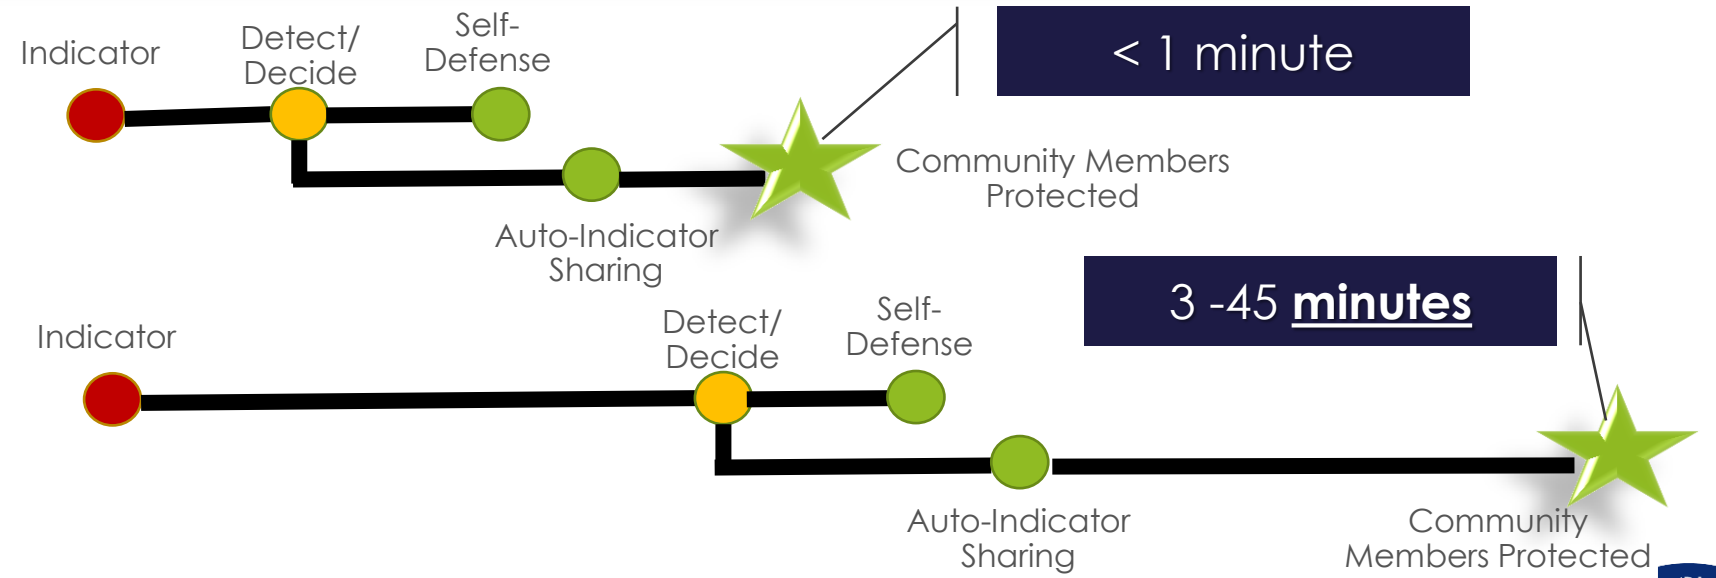 Indicator
Detect/
Decide
Self-
Defense
< 1 minute
Community Members
Protected
Auto-Indicator
Sharing
Indicator
Detect/
Decide
Self-
Defense
3 -45 minutes
Auto-Indicator
Sharing
Community
Members Protected